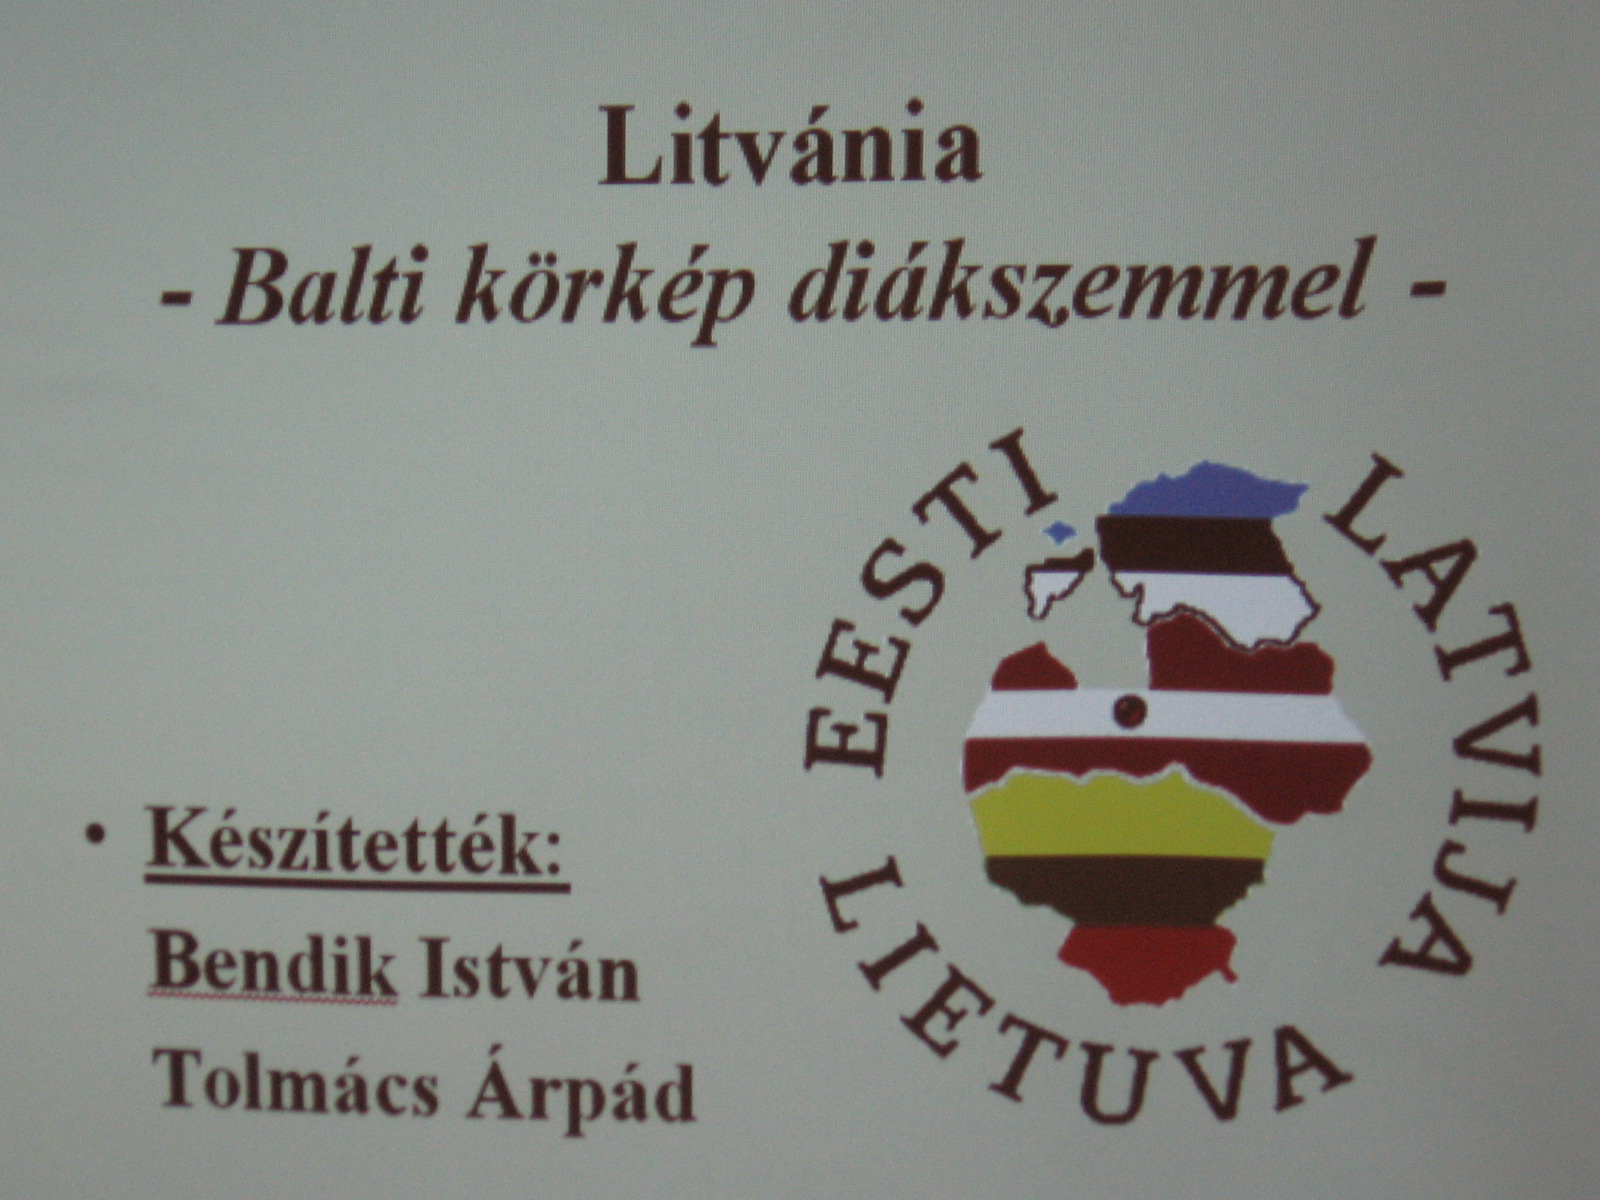 Litvánia
- Balti körkép diákszemmel -
EESTI
LATVIJA
LIETUVA
• Készítették:
Bendik István
Tolmács Árpád